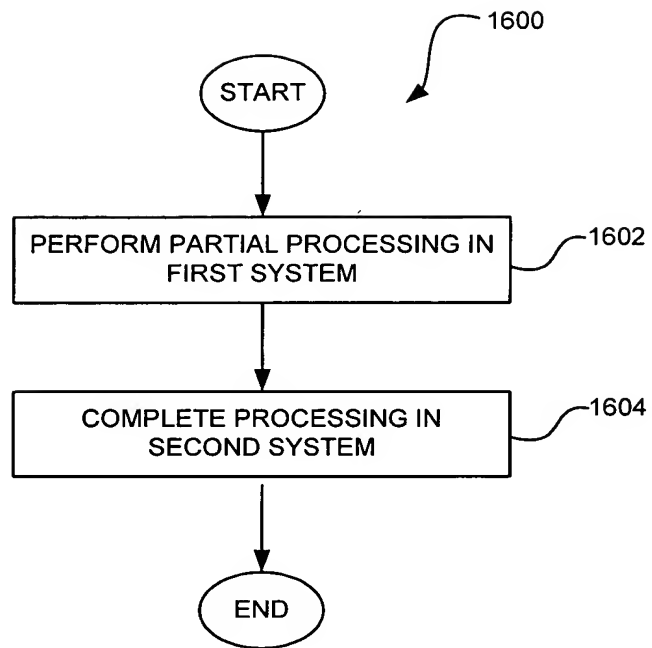 1600
START
PERFORM PARTIAL PROCESSING IN
FIRST SYSTEM
1602
COMPLETE PROCESSING IN
SECOND SYSTEM
1604
END